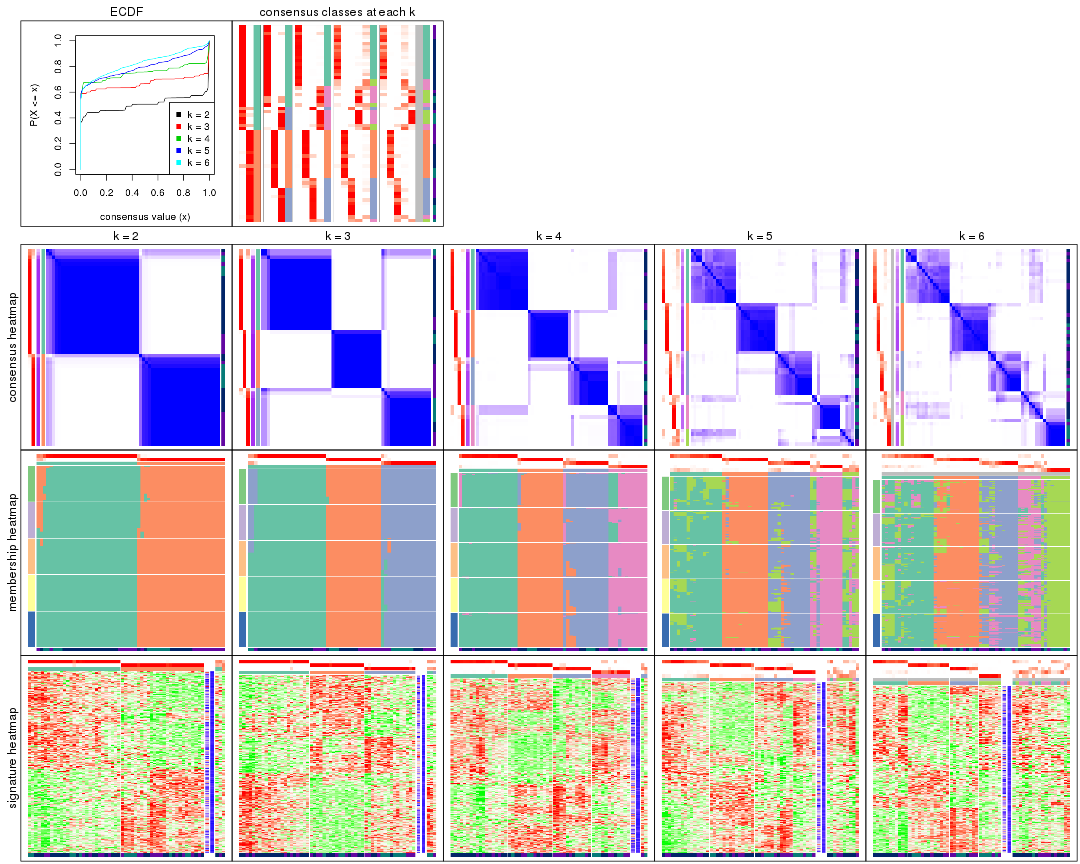 ECDF
consensus classes at each k
P(X <= x)
0.0 0.2 0.4 0.6 0.8 1.0
k = 2
k = 3
k = 4
k = 5
k = 6
0.0 0.2 0.4 0.6 0.8 1.0
consensus value (x)
k = 2
k = 3
k = 4
k = 5
k = 6
consensus heatmap
membership heatmap
signature heatmap